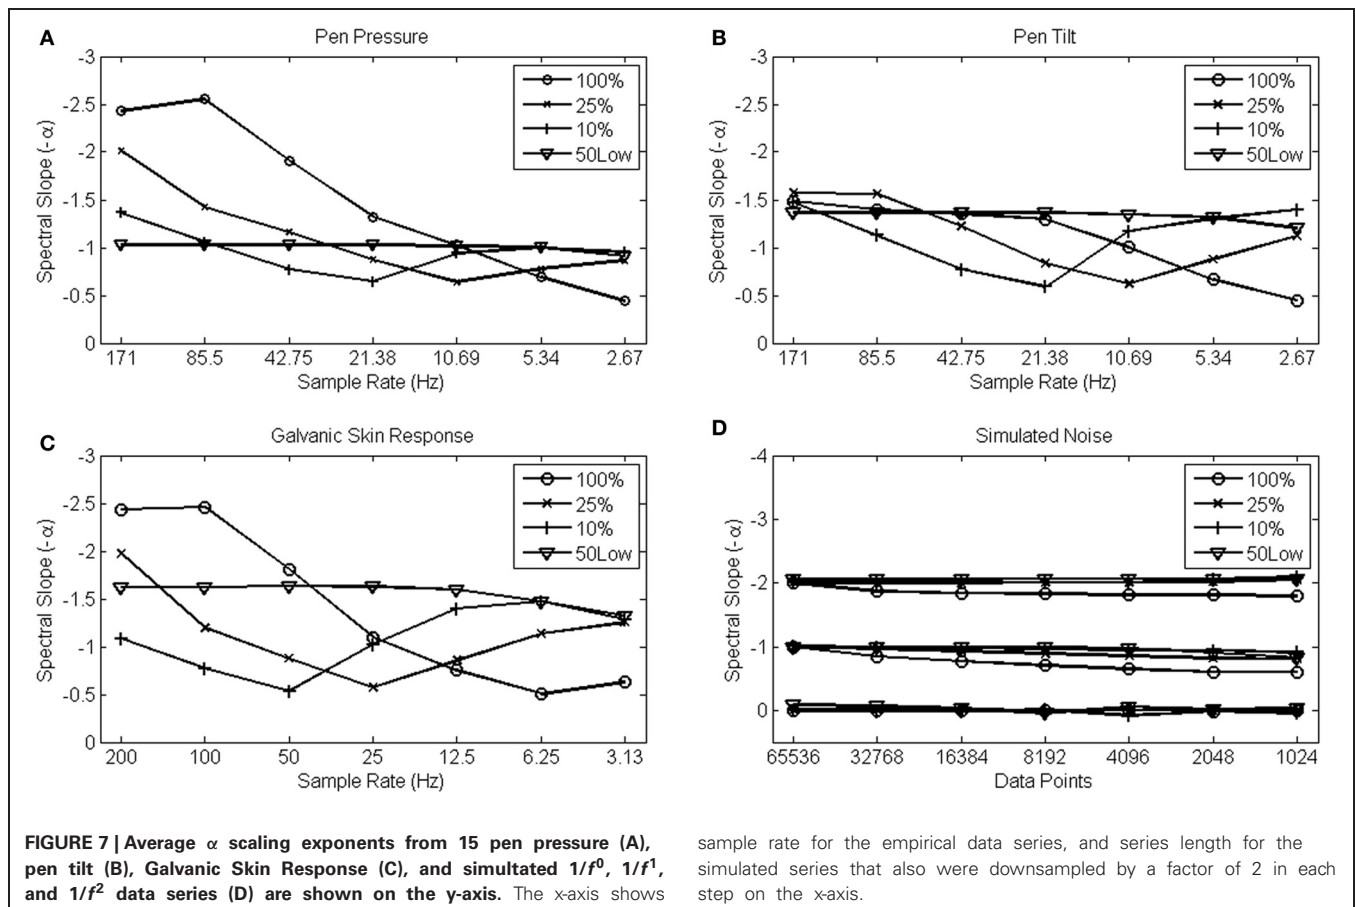 A
Pen Pressure
-3
-2.5
-2
-1.5
-1
-0.5
0
Spectral Slope (-α)
100%
25%
10%
50Low
171 85.5 42.75 21.38 10.69 5.34 2.67
Sample Rate (Hz)
B
Pen Tilt
-3
-2.5
-2
-1.5
-1
-0.5
0
Spectral Slope (-α)
100%
25%
10%
50Low
171 85.5 42.75 21.38 10.69 5.34 2.67
Sample Rate (Hz)
C
Galvanic Skin Response
-3
-2.5
-2
-1.5
-1
-0.5
0
Spectral Slope (-α)
100%
25%
10%
50Low
200 100 50 25 12.5 6.25 3.13
Sample Rate (Hz)
D
Simulated Noise
-4
-3
-2
-1
0
Spectral Slope (-α)
100%
25%
10%
50Low
65536 32768 16384 8192 4096 2048 1024
Data Points
FIGURE 7 | Average α scaling exponents from 15 pen pressure (A),
pen tilt (B), Galvanic Skin Response (C), and simultated 1/f⁰, 1/f¹,
and 1/f² data series (D) are shown on the y-axis. The x-axis shows
sample rate for the empirical data series, and series length for the
simulated series that also were downsampled by a factor of 2 in each
step on the x-axis.